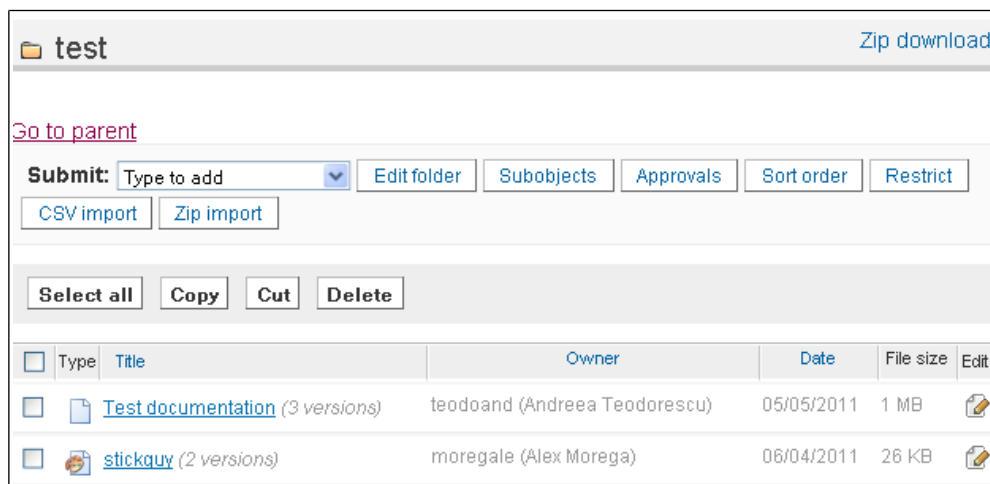 test Zip download
Go to parent
Submit: Type to add Edit folder Subobjects Approvals Sort order Restrict
CSV import Zip import
Select all Copy Cut Delete
Type Title Owner Date File size Edit
Test documentation (3 versions) teodoand (Andreea Teodorescu) 05/05/2011 1 MB
stickguy (2 versions) moregale (Alex Morega) 06/04/2011 26 KB